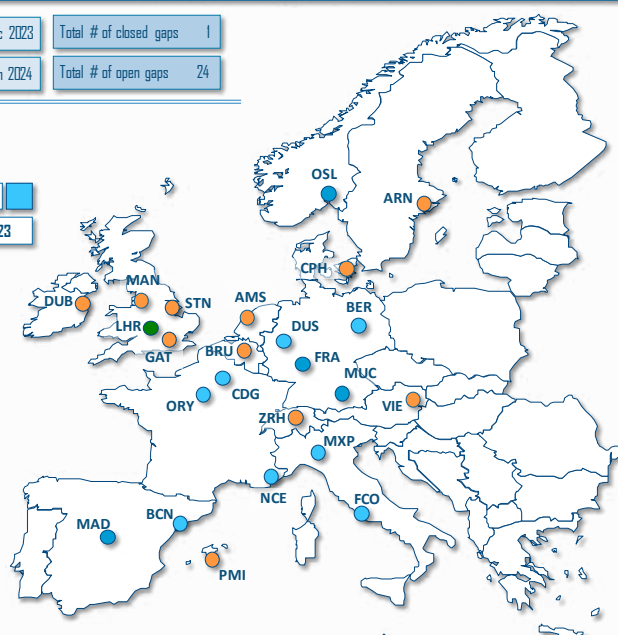 c 2023
Total # of closed gaps 1
n 2024
Total # of open gaps 24
23
OSL
ARN
CPH
MAN
DUB
STN
AMS
BER
LHR
DUS
GAT
BRU
FRA
MUC
CDG
ORY
VIE
ZRH
MXP
NCE
FCO
BCN
MAD
PMI